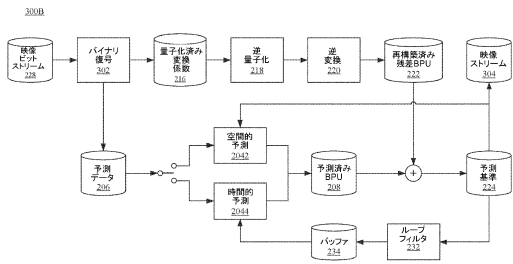 300B
映像
ビット
ストリーム
228
バイナリ
復号
302
量子化済み
変換
係数
216
逆
量子化
218
逆
変換
220
再構築済み
残差BPU
222
映像
ストリーム
304
予測
データ
206
空間的
予測
2042
時間的
予測
2044
予測済み
BPU
208
+
予測
基準
224
バッファ
234
ループ
フィルタ
232